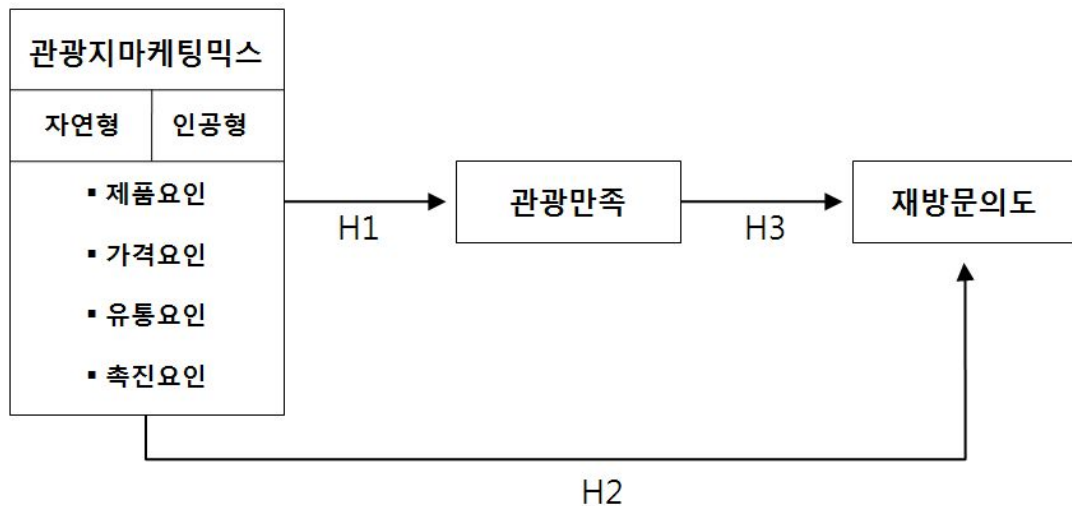 관광지마케팅믹스
자연형 인공형
▪ 제품요인
▪ 가격요인
▪ 유통요인
▪ 촉진요인
H1
관광만족
H3
재방문의도
H2